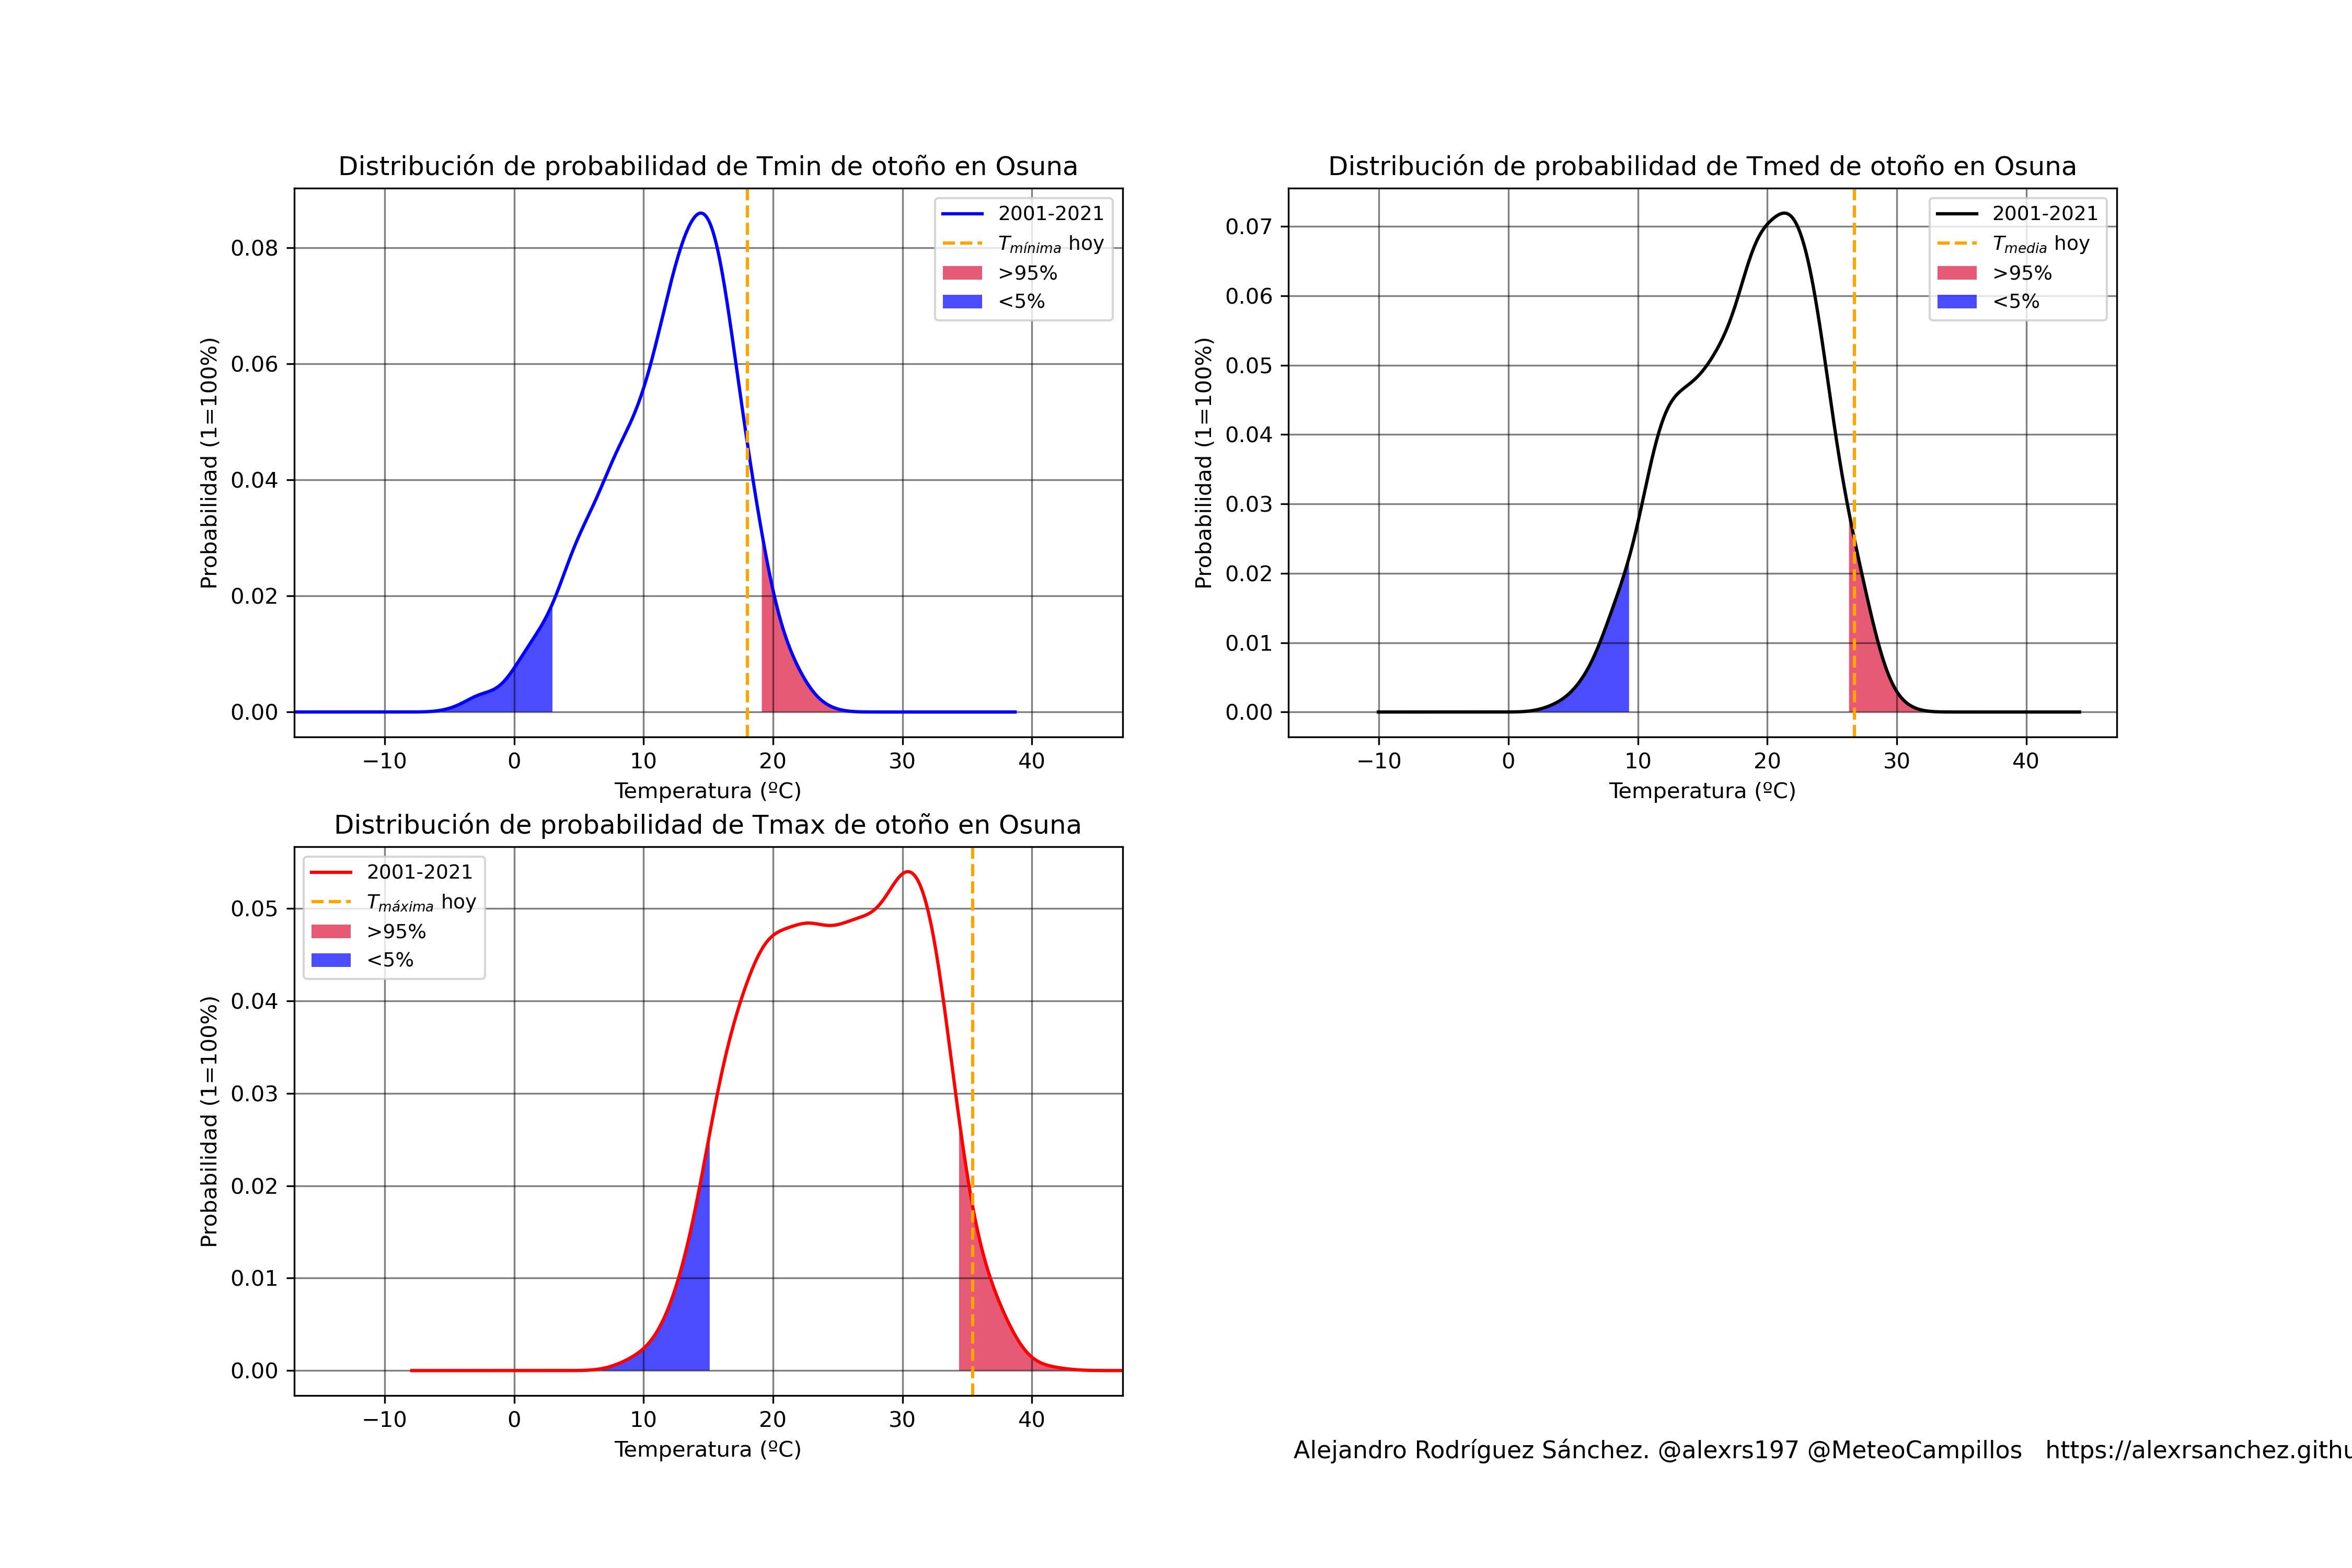 Distribución de probabilidad de Tmin de otoño en Osuna
2001-2021
Tmínima hoy
>95%
<5%
0.08
0.06
0.04
0.02
0.00
Probabilidad (1=100%)
−10 0 10 20 30 40
Temperatura (ºC)
Distribución de probabilidad de Tmed de otoño en Osuna
2001-2021
Tmedia hoy
>95%
<5%
0.07
0.06
0.05
0.04
0.03
0.02
0.01
0.00
Probabilidad (1=100%)
−10 0 10 20 30 40
Temperatura (ºC)
Distribución de probabilidad de Tmax de otoño en Osuna
2001-2021
Tmáxima hoy
>95%
<5%
0.05
0.04
0.03
0.02
0.01
0.00
Probabilidad (1=100%)
−10 0 10 20 30 40
Temperatura (ºC)
Alejandro Rodríguez Sánchez. @alexrs197 @MeteoCampillos https://alexrsanchez.githu